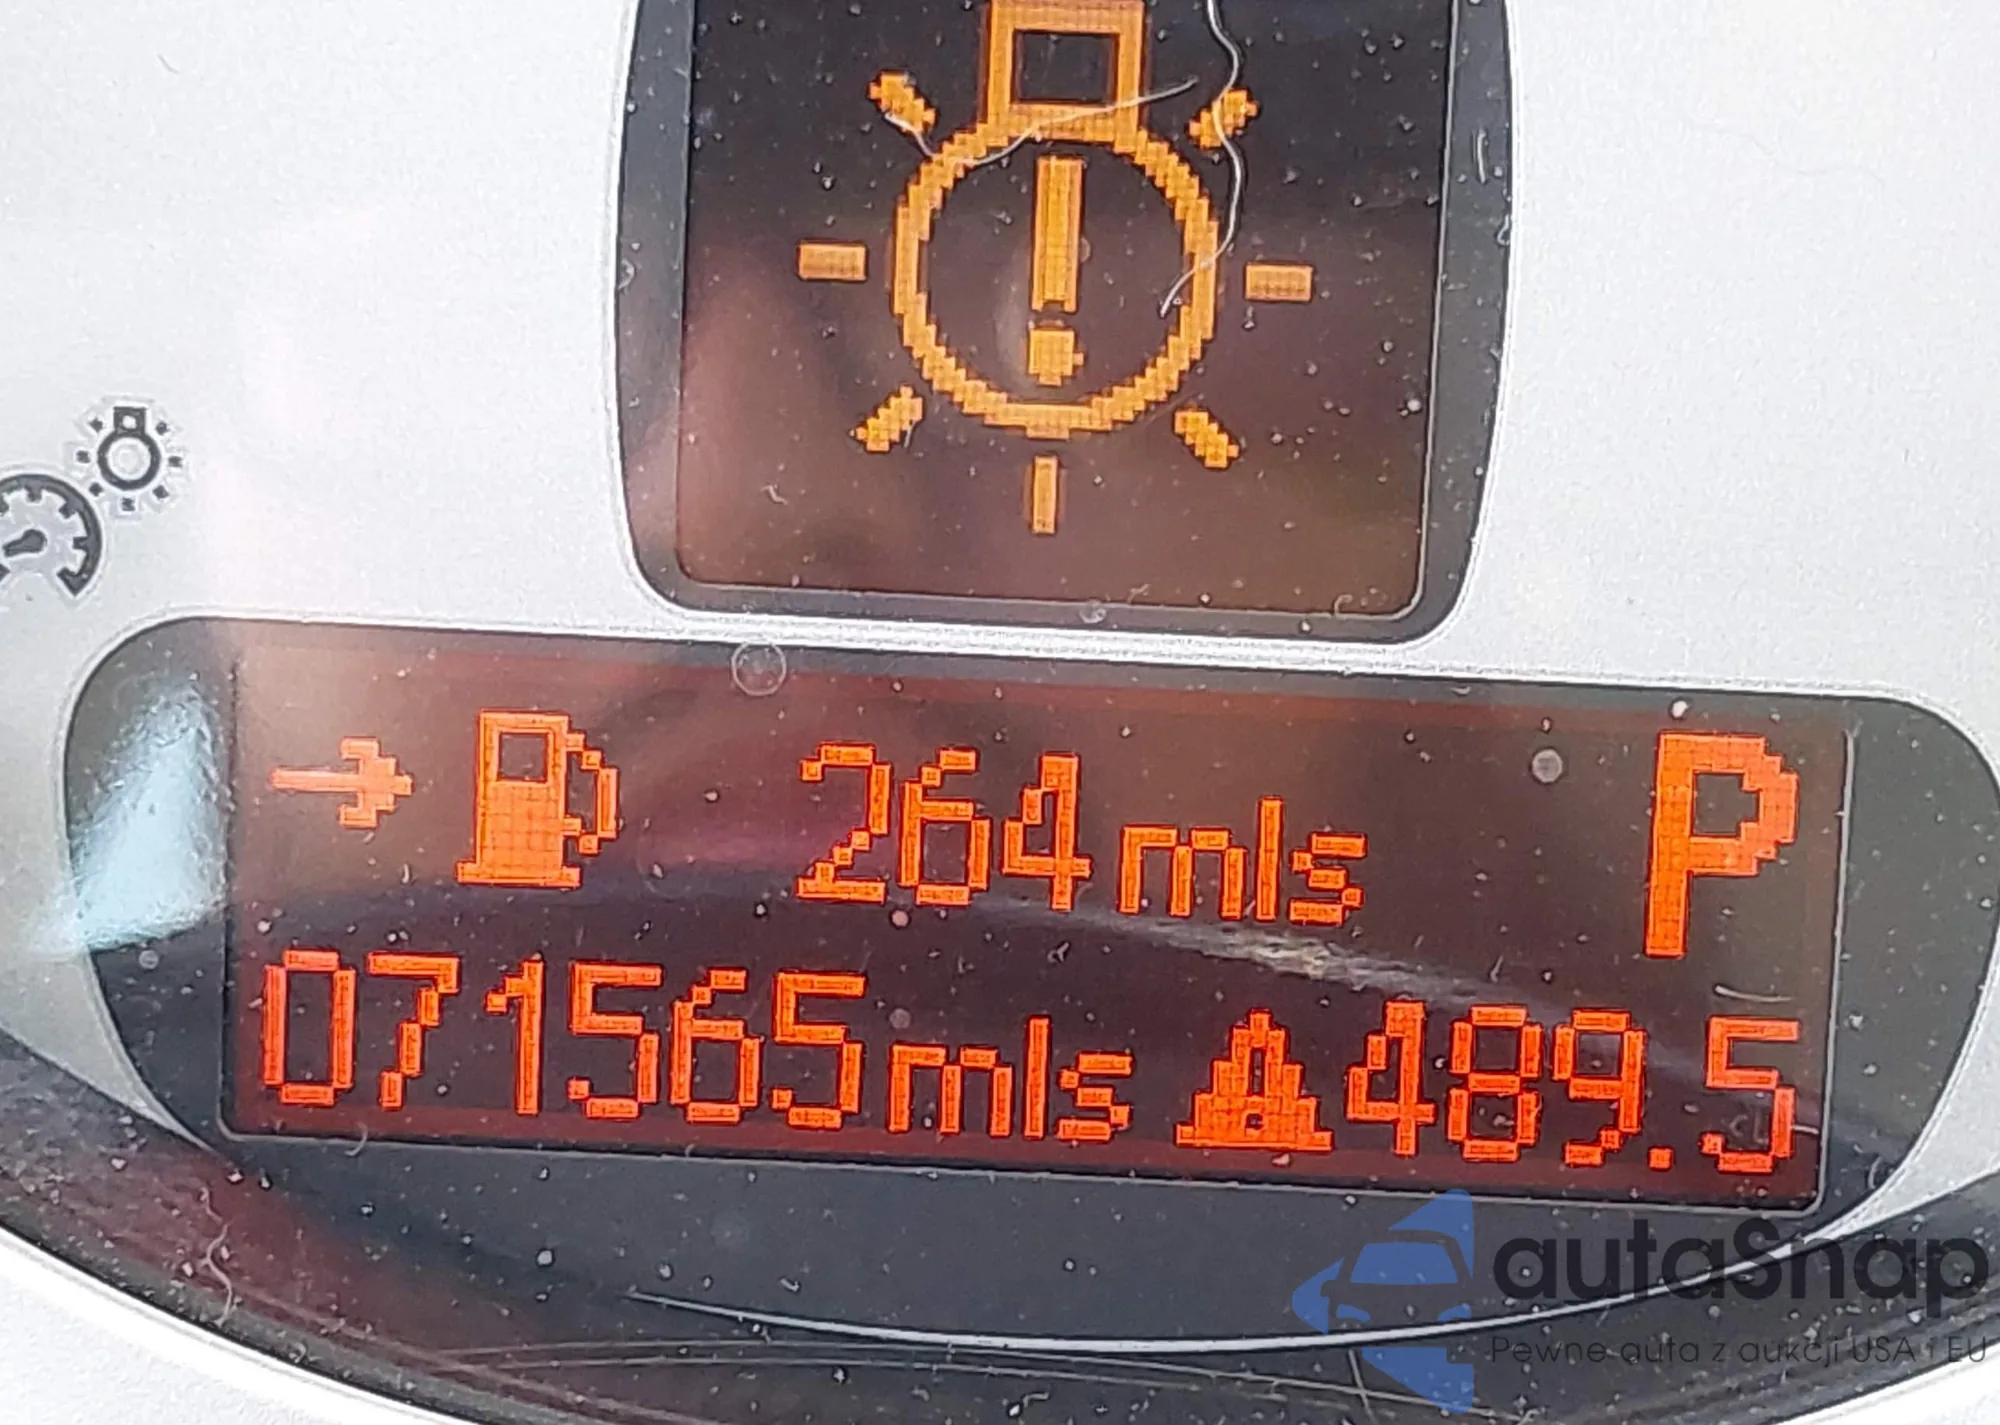 264 mls P
071565 mls 489.5
autaSnap
Pewne auta z aukcji USA i EU